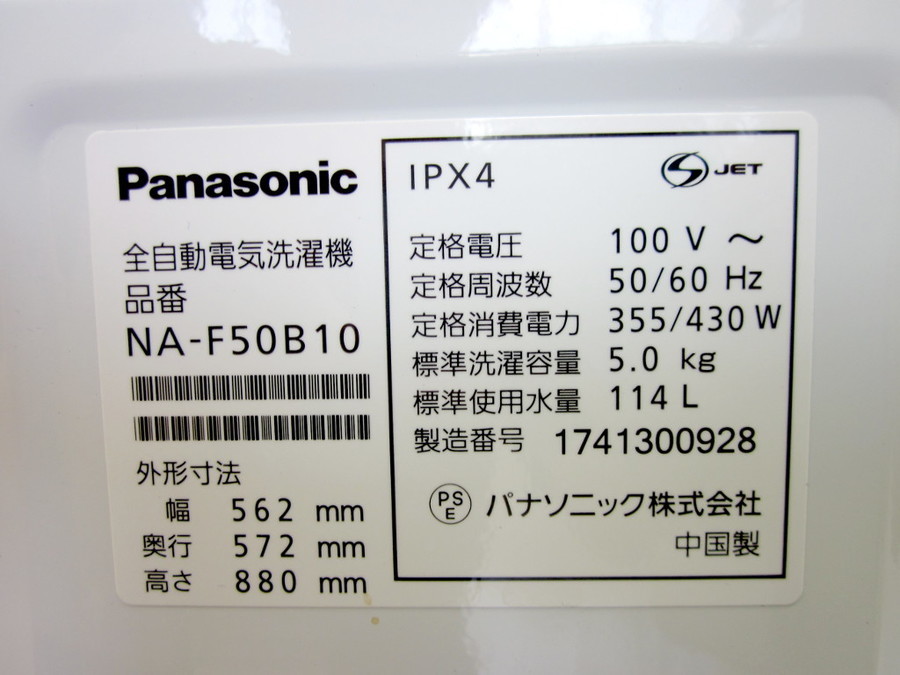 Panasonic
全自動電気洗濯機
品番
NA-F50B10
外形寸法
幅 562 mm
奥行 572 mm
高さ 880 mm
IPX4
S JET
定格電圧 100 V ～
定格周波数 50/60 Hz
定格消費電力 355/430 W
標準洗濯容量 5.0 kg
標準使用水量 114 L
製造番号 1741300928
PSE パナソニック株式会社
中国製